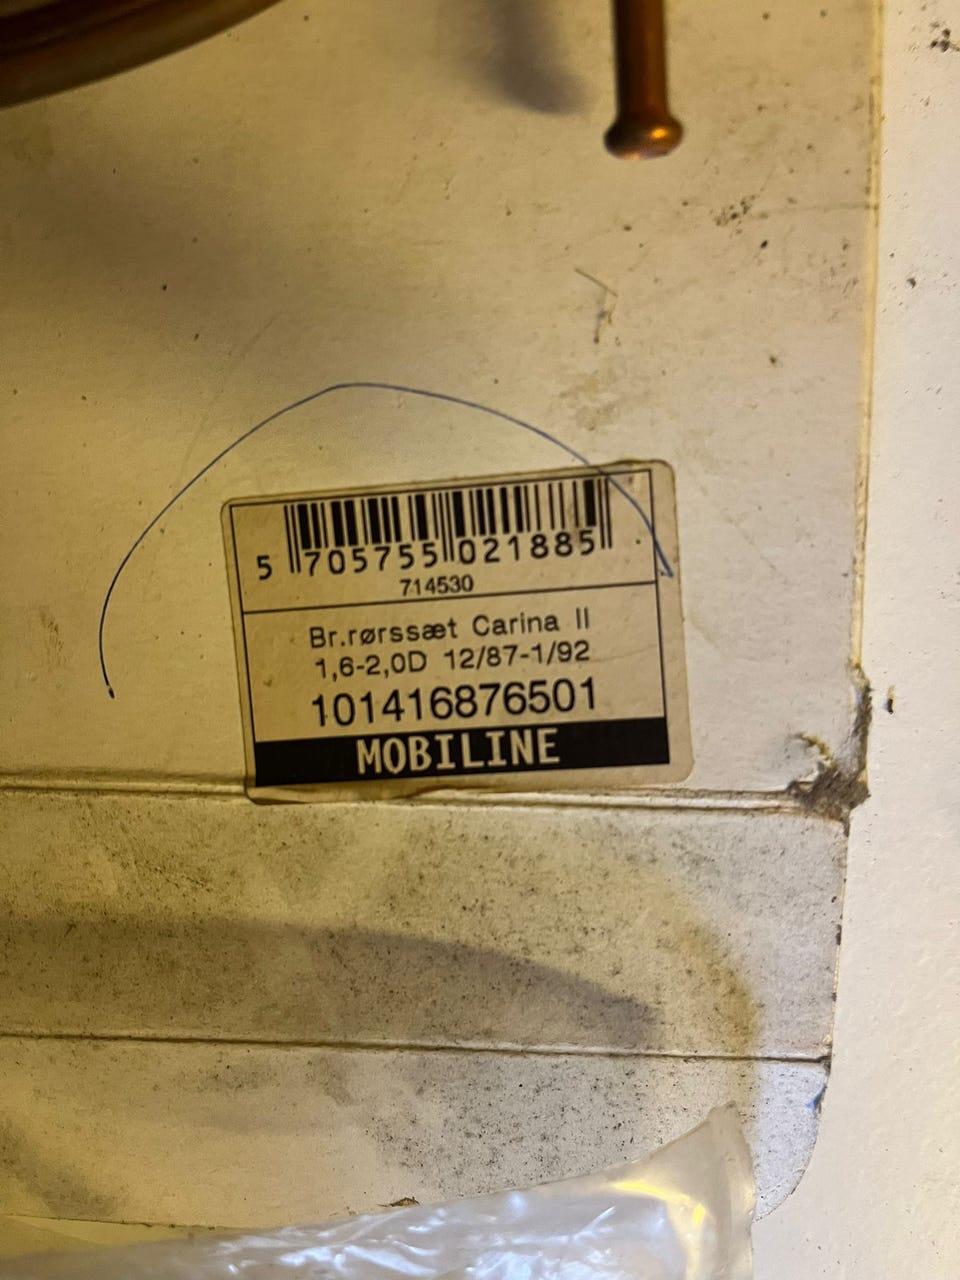 5 705755 021885
714530
Br.rørssæt Carina II
1,6-2,0D 12/87-1/92
101416876501
MOBILINE